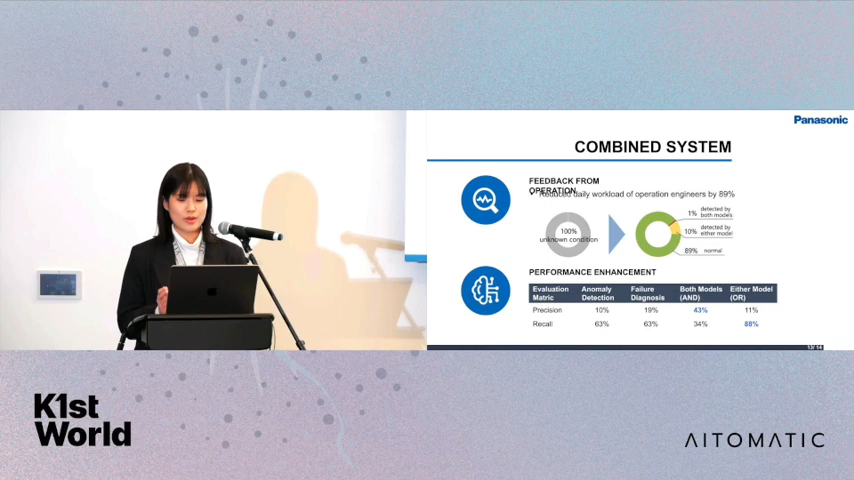 Panasonic
COMBINED SYSTEM
FEEDBACK FROM
OPERATION
Reduced daily workload of operation engineers by 89%
100%
unknown condition
1% detected by
both models
10% detected by
either model
89% normal
PERFORMANCE ENHANCEMENT
Evaluation Matric Anomaly Detection Failure Diagnosis Both Models (AND) Either Model (OR)
Precision 10% 19% 43% 11%
Recall 63% 63% 34% 88%
13/ 14
K1st
World
AITOMATIC